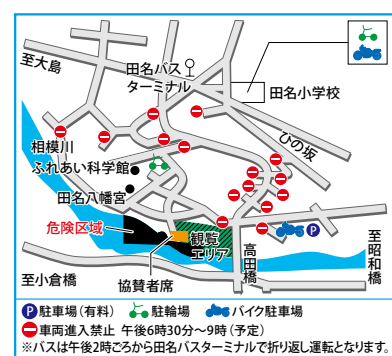 至大島
田名バス
ターミナル
田名小学校
ひの坂
相模川
ふれあい科学館
田名八幡宮
危険区域
観覧
エリア
高田橋
至昭和橋
P
至小倉橋
協賛者席
P 駐車場(有料) 駐輪場 バイク駐車場
車両進入禁止 午後6時30分～9時(予定)
※バスは午後2時ごろから田名バスターミナルで折り返し運転となります。